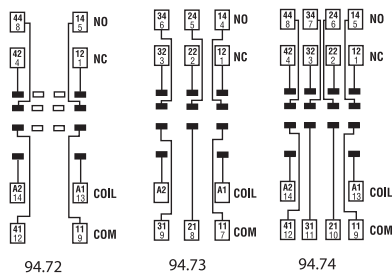 44 14 NO
8 5
42 12 NC
4 1
A2 A1 COIL
14 13
41 11 COM
12 9
94.72
34 24 14 NO
6 5 4
32 22 12 NC
3 2 1
A2 A1 COIL
31 21 11 COM
9 8 7
94.73
44 34 24 14 NO
8 7 6 5
42 32 22 12 NC
4 3 2 1
A2 A1 COIL
14 13
41 31 21 11 COM
12 11 10 9
94.74